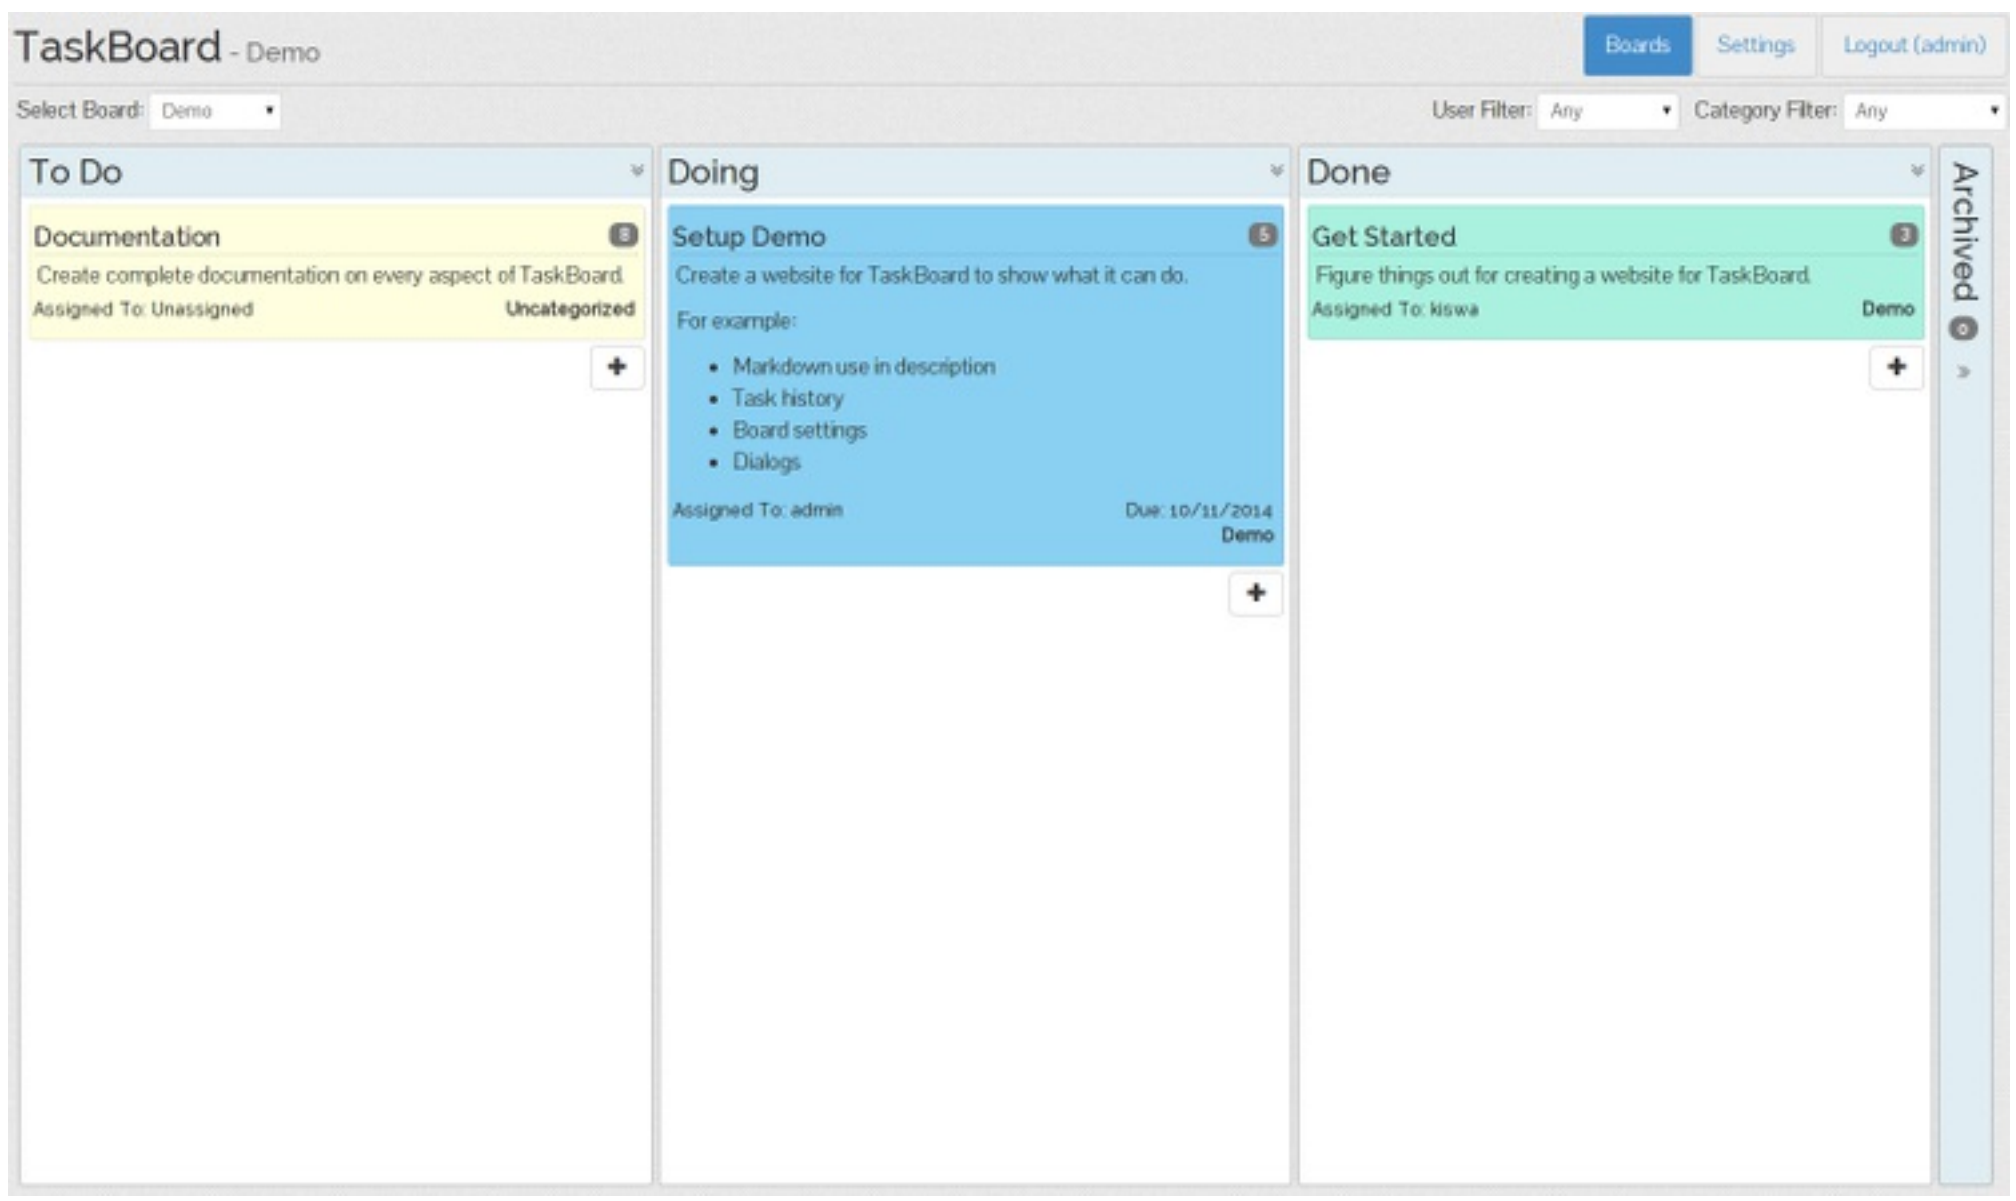 TaskBoard - Demo
Boards
Settings
Logout (admin)
Select Board: Demo
User Filter: Any
Category Filter: Any
To Do
Documentation 8
Create complete documentation on every aspect of TaskBoard.
Assigned To: Unassigned Uncategorized
Doing
Setup Demo 5
Create a website for TaskBoard to show what it can do.
For example:
• Markdown use in description
• Task history
• Board settings
• Dialogs
Assigned To: admin Due: 10/11/2014
Demo
Done
Get Started 3
Figure things out for creating a website for TaskBoard.
Assigned To: kiswa Demo
Archived 0